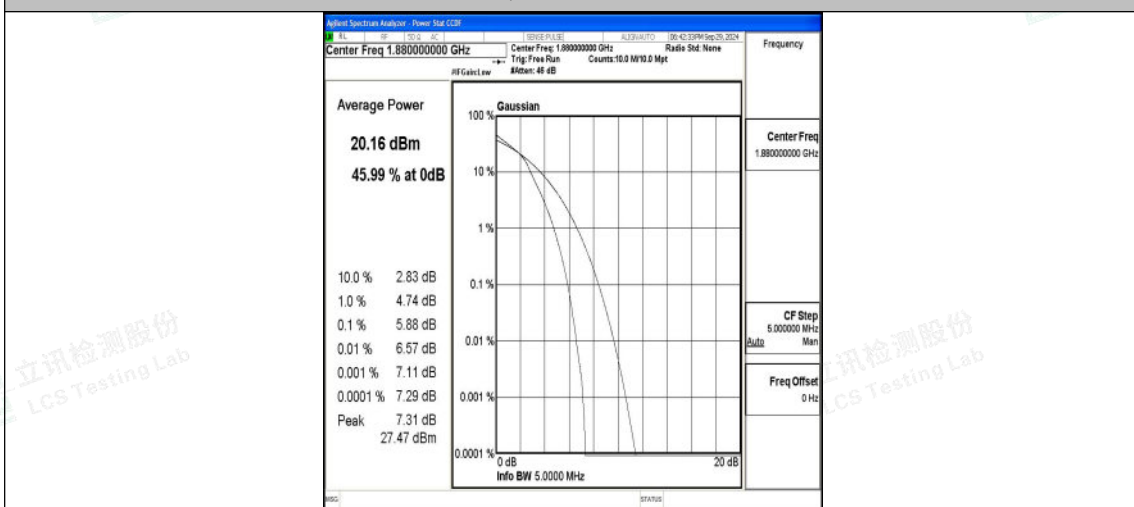 Agilent Spectrum Analyzer - Power Stat CCDF
RL RF 50 Ω AC SENSE:PULSE ALIGNAUTO 06:42:33PM Sep 29, 2024
Center Freq 1.880000000 GHz
Center Freq: 1.880000000 GHz Radio Std: None
Trig: Free Run Counts:10.0 M/10.0 Mpt
#IFGain:Low #Atten: 46 dB
Frequency
Average Power
20.16 dBm
45.99 % at 0dB
10.0 % 2.83 dB
1.0 % 4.74 dB
0.1 % 5.88 dB
0.01 % 6.57 dB
0.001 % 7.11 dB
0.0001 % 7.29 dB
Peak 7.31 dB
27.47 dBm
Gaussian
100 %
10 %
1 %
0.1 %
0.01 %
0.001 %
0.0001 %
0 dB 20 dB
Info BW 5.0000 MHz
Center Freq
1.880000000 GHz
CF Step
5.000000 MHz
Auto Man
Freq Offset
0 Hz
MSG STATUS
立讯检测股份
LCS Testing Lab
立讯检测股份
LCS Testing Lab